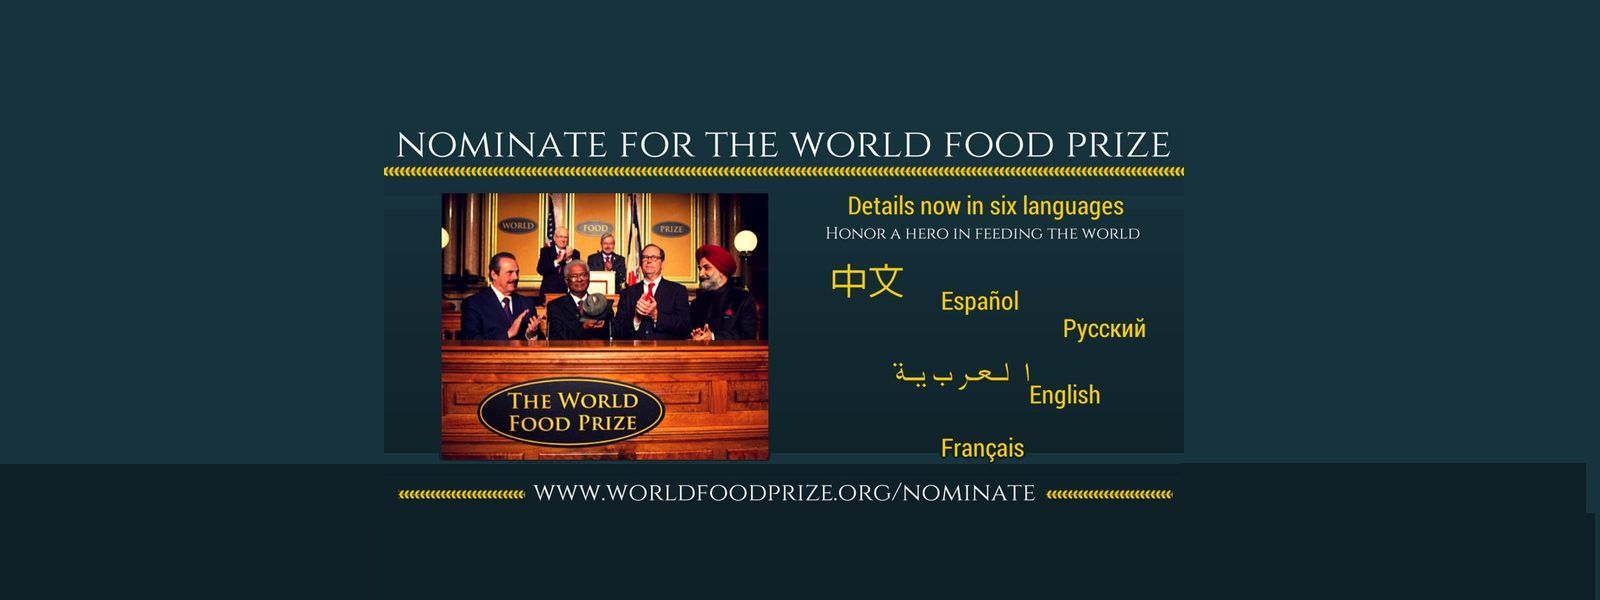 NOMINATE FOR THE WORLD FOOD PRIZE
WORLD FOOD PRIZE
THE WORLD
FOOD PRIZE
Details now in six languages
HONOR A HERO IN FEEDING THE WORLD
中文
Español
Русский
العربية
English
Français
WWW.WORLDFOODPRIZE.ORG/NOMINATE